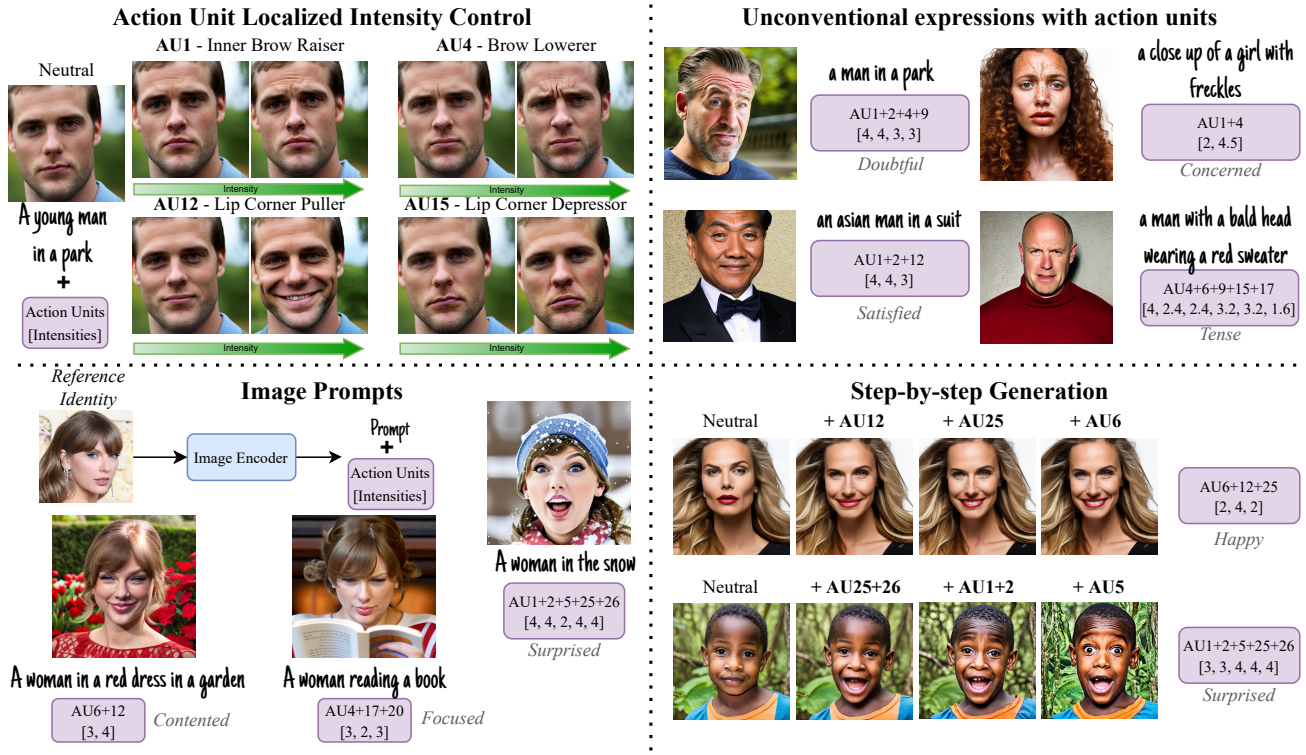 Action Unit Localized Intensity Control
AU1 - Inner Brow Raiser
AU4 - Brow Lowerer
Neutral
Intensity
Intensity
AU12 - Lip Corner Puller
AU15 - Lip Corner Depressor
A young man
in a park
+
Action Units
[Intensities]
Intensity
Intensity
Unconventional expressions with action units
a man in a park
AU1+2+4+9
[4, 4, 3, 3]
Doubtful
a close up of a girl with
freckles
AU1+4
[2, 4.5]
Concerned
an asian man in a suit
AU1+2+12
[4, 4, 3]
Satisfied
a man with a bald head
wearing a red sweater
AU4+6+9+15+17
[4, 2.4, 2.4, 3.2, 3.2, 1.6]
Tense
Image Prompts
Reference
Identity
Image Encoder
Prompt
+
Action Units
[Intensities]
A woman in the snow
AU1+2+5+25+26
[4, 4, 2, 4, 4]
Surprised
A woman in a red dress in a garden
AU6+12
[3, 4]
Contented
A woman reading a book
AU4+17+20
[3, 2, 3]
Focused
Step-by-step Generation
Neutral
+ AU12
+ AU25
+ AU6
AU6+12+25
[2, 4, 2]
Happy
Neutral
+ AU25+26
+ AU1+2
+ AU5
AU1+2+5+25+26
[3, 3, 4, 4, 4]
Surprised